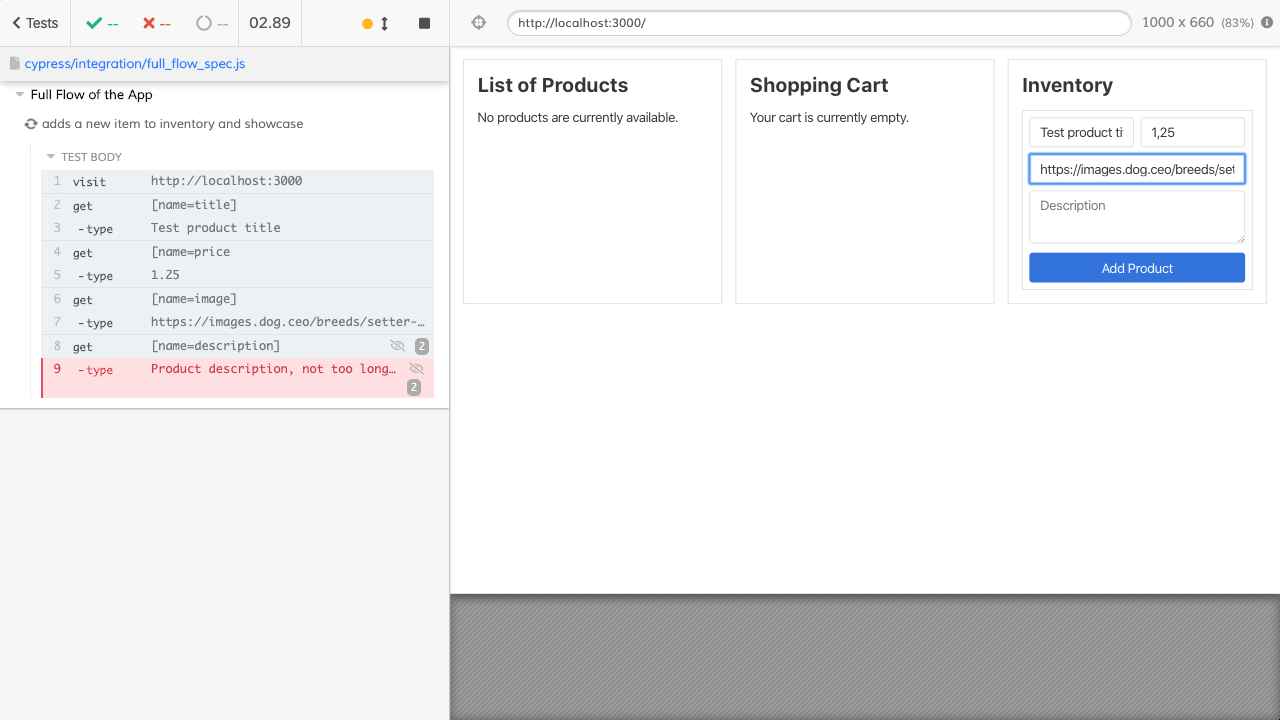 Tests -- -- -- 02.89
cypress/integration/full_flow_spec.js
Full Flow of the App
adds a new item to inventory and showcase
TEST BODY
1 visit http://localhost:3000
2 get [name=title]
3 -type Test product title
4 get [name=price
5 -type 1.25
6 get [name=image]
7 -type https://images.dog.ceo/breeds/setter-…
8 get [name=description] 2
9 -type Product description, not too long…
2
http://localhost:3000/
1000 x 660 (83%)
List of Products
No products are currently available.
Shopping Cart
Your cart is currently empty.
Inventory
Test product ti 1,25
https://images.dog.ceo/breeds/set
Description
Add Product